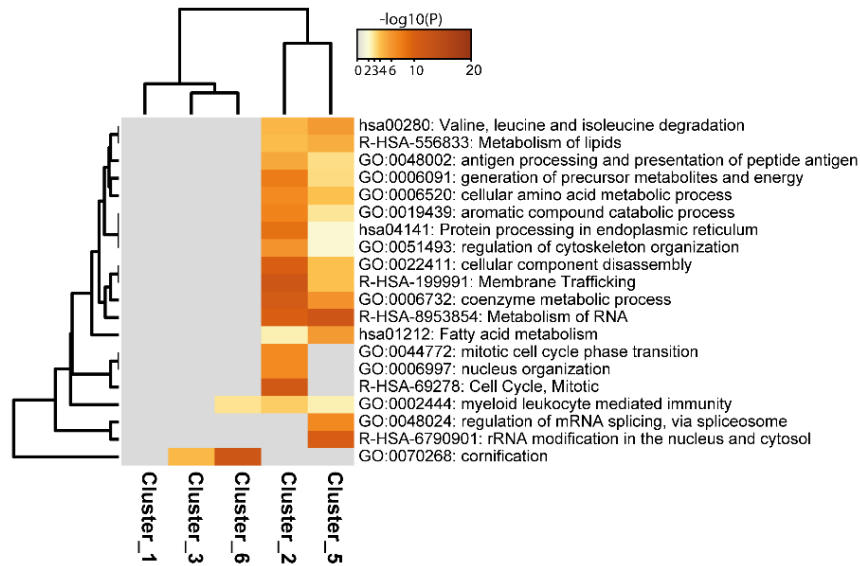 -log10(P)
0 2 3 4 6 10 20
hsa00280: Valine, leucine and isoleucine degradation
R-HSA-556833: Metabolism of lipids
GO:0048002: antigen processing and presentation of peptide antigen
GO:0006091: generation of precursor metabolites and energy
GO:0006520: cellular amino acid metabolic process
GO:0019439: aromatic compound catabolic process
hsa04141: Protein processing in endoplasmic reticulum
GO:0051493: regulation of cytoskeleton organization
GO:0022411: cellular component disassembly
R-HSA-199991: Membrane Trafficking
GO:0006732: coenzyme metabolic process
R-HSA-8953854: Metabolism of RNA
hsa01212: Fatty acid metabolism
GO:0044772: mitotic cell cycle phase transition
GO:0006997: nucleus organization
R-HSA-69278: Cell Cycle, Mitotic
GO:0002444: myeloid leukocyte mediated immunity
GO:0048024: regulation of mRNA splicing, via spliceosome
R-HSA-6790901: rRNA modification in the nucleus and cytosol
GO:0070268: cornification
Cluster_1
Cluster_3
Cluster_6
Cluster_2
Cluster_5